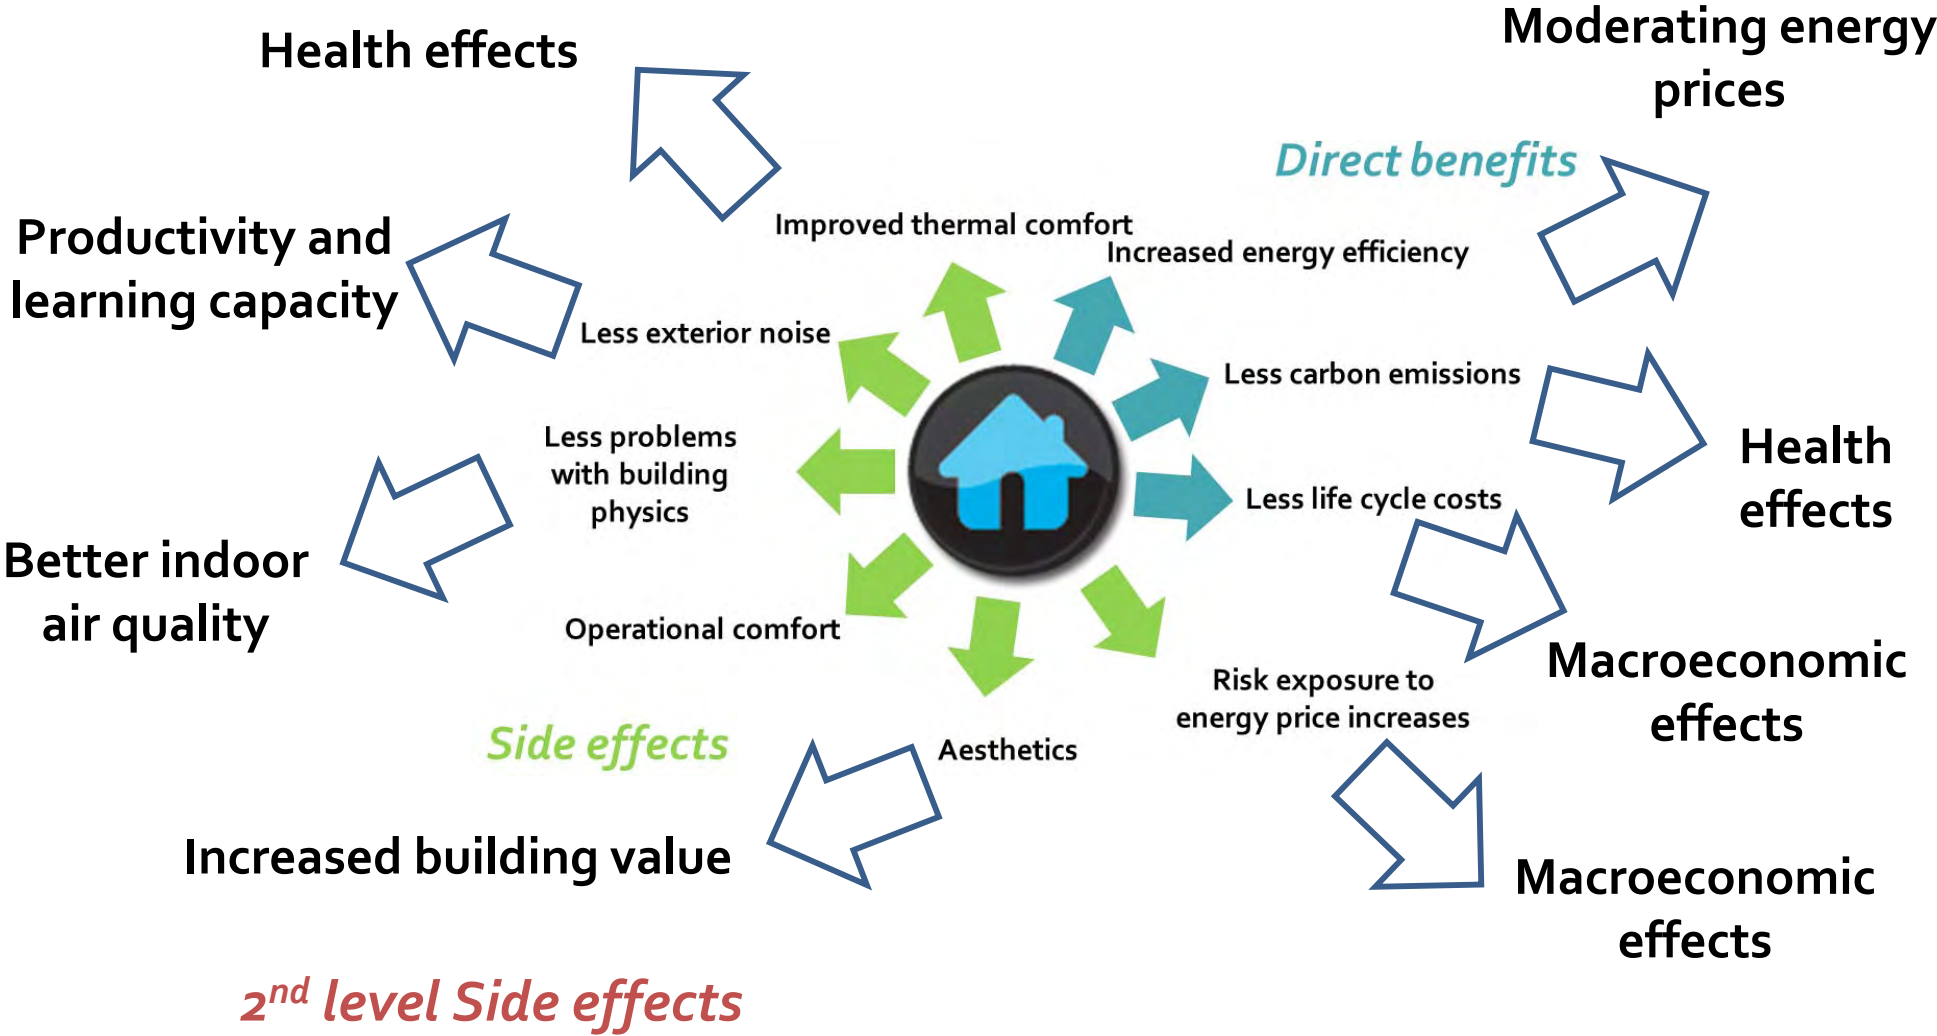 Health effects
Moderating energy
prices
Direct benefits
Improved thermal comfort
Increased energy efficiency
Productivity and
learning capacity
Less exterior noise
Less carbon emissions
Less problems
with building
physics
Health
effects
Less life cycle costs
Better indoor
air quality
Operational comfort
Macroeconomic
effects
Risk exposure to
energy price increases
Side effects
Aesthetics
Increased building value
Macroeconomic
effects
2nd level Side effects